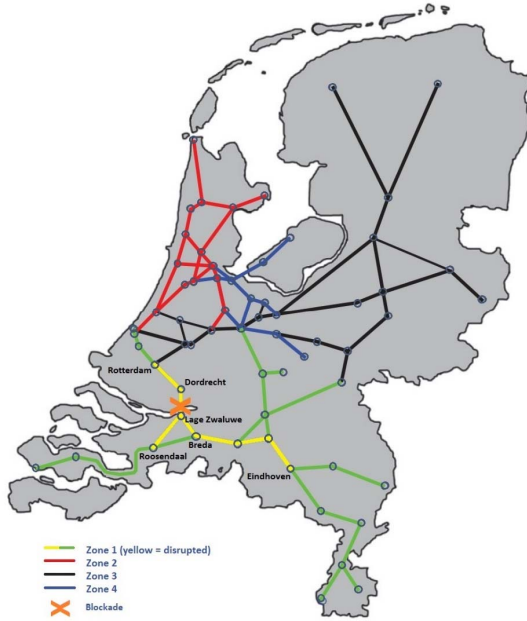 Rotterdam
Dordrecht
Lage Zwaluwe
Breda
Roosendaal
Eindhoven
Zone 1 (yellow = disrupted)
Zone 2
Zone 3
Zone 4
Blockade